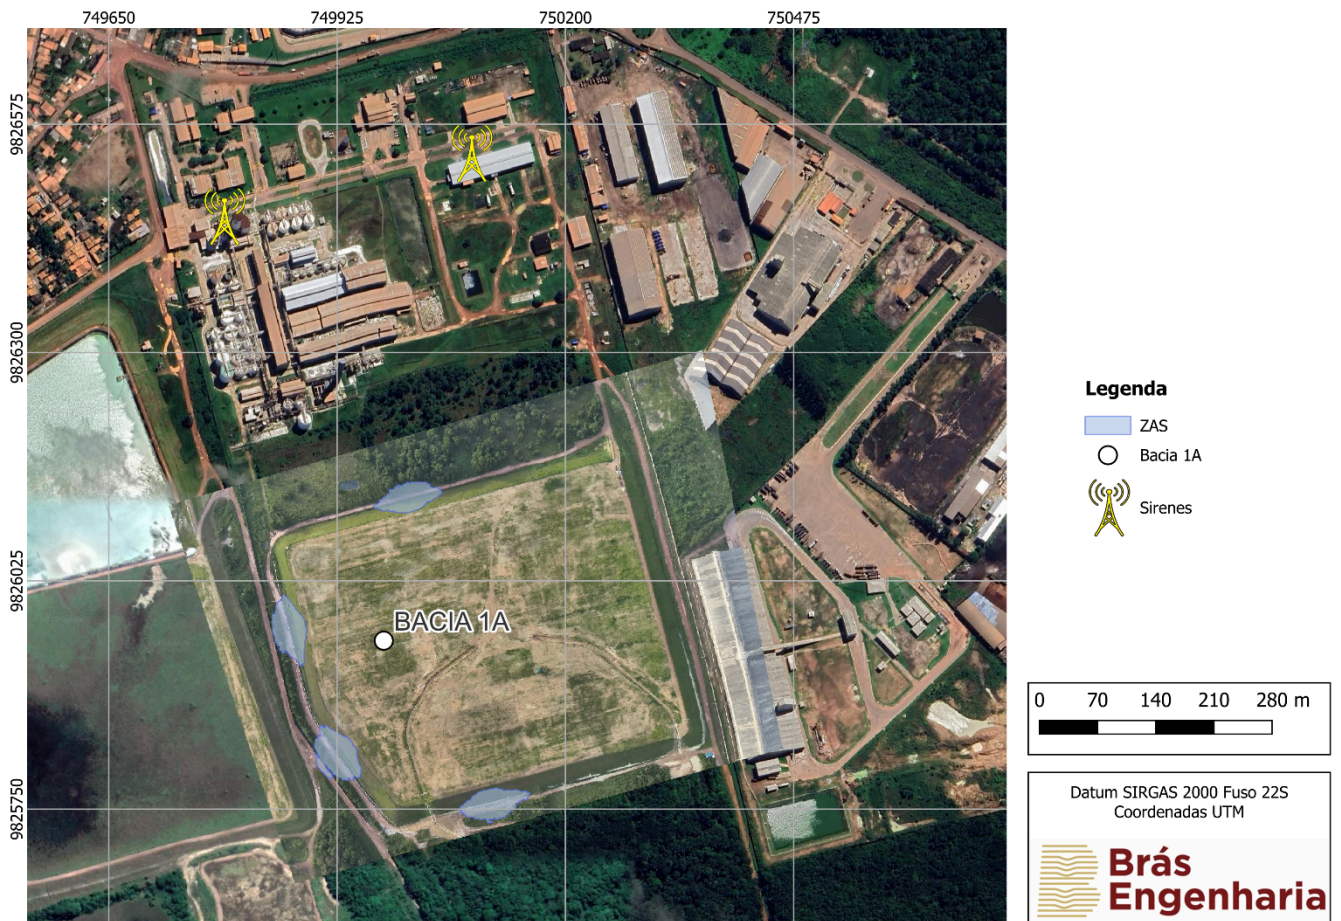 749650 749925 750200 750475
9826575
9826300
9826025
9825750
BACIA 1A
Legenda
ZAS
Bacia 1A
Sirenes
0 70 140 210 280 m
Datum SIRGAS 2000 Fuso 22S
Coordenadas UTM
Brás
Engenharia